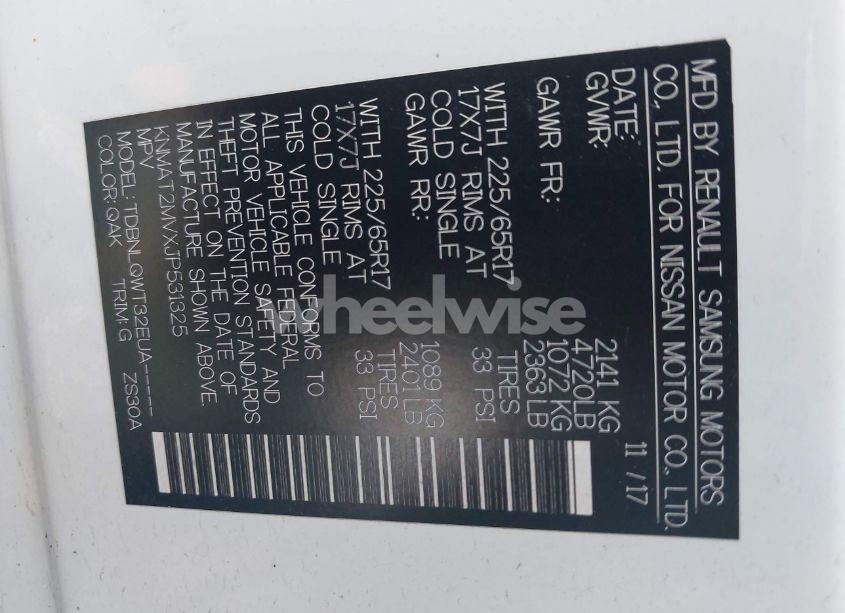 MFD BY RENAULT SAMSUNG MOTORS
CO., LTD. FOR NISSAN MOTOR CO., LTD.
DATE: 11 / 17
GVWR: 2141 KG
4720LB
GAWR FR.: 1072 KG
2363 LB
WITH 225/65R17 TIRES
17X7J RIMS AT 33 PSI
COLD SINGLE
GAWR RR.: 1089 KG
2401 LB
WITH 225/65R17 TIRES
17X7J RIMS AT 33 PSI
COLD SINGLE
THIS VEHICLE CONFORMS TO
ALL APPLICABLE FEDERAL
MOTOR VEHICLE SAFETY AND
THEFT PREVENTION STANDARDS
IN EFFECT ON THE DATE OF
MANUFACTURE SHOWN ABOVE.
KNMAT2MVXJP531325
MPV
MODEL: TDBNLQWT32EUA-----
COLOR: QAK TRIM: G ZS30A
wheelwise